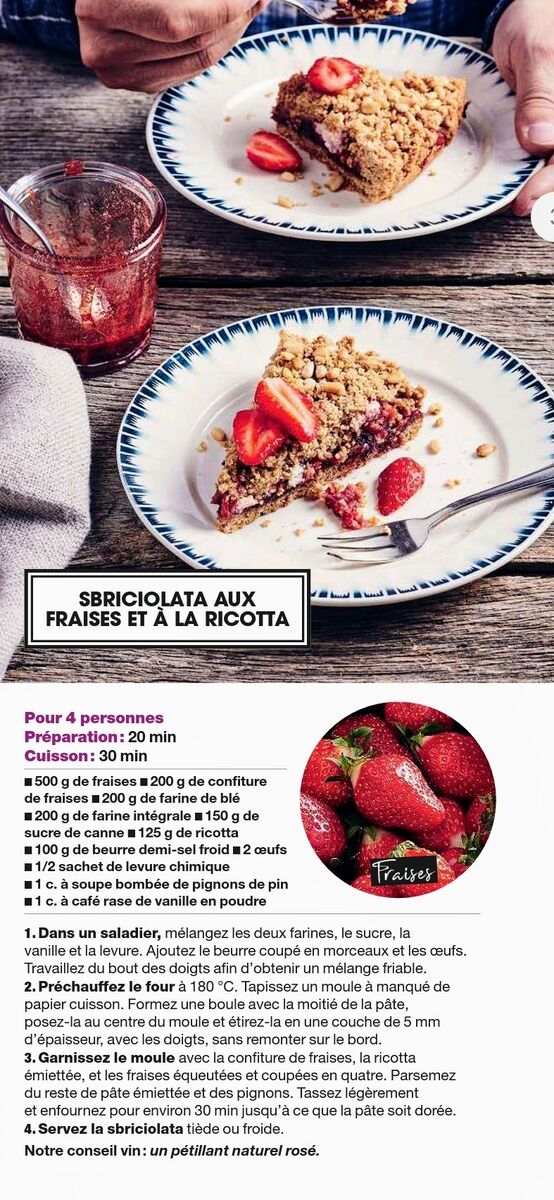 SBRICIOLATA AUX
FRAISES ET À LA RICOTTA
Pour 4 personnes
Préparation : 20 min
Cuisson : 30 min
■ 500 g de fraises ■ 200 g de confiture
de fraises ■ 200 g de farine de blé
■ 200 g de farine intégrale ■ 150 g de
sucre de canne ■ 125 g de ricotta
■ 100 g de beurre demi-sel froid ■ 2 œufs
■ 1/2 sachet de levure chimique
■ 1 c. à soupe bombée de pignons de pin
■ 1 c. à café rase de vanille en poudre
Fraises
1. Dans un saladier, mélangez les deux farines, le sucre, la
vanille et la levure. Ajoutez le beurre coupé en morceaux et les œufs.
Travaillez du bout des doigts afin d'obtenir un mélange friable.
2. Préchauffez le four à 180 °C. Tapissez un moule à manqué de
papier cuisson. Formez une boule avec la moitié de la pâte,
posez-la au centre du moule et étirez-la en une couche de 5 mm
d'épaisseur, avec les doigts, sans remonter sur le bord.
3. Garnissez le moule avec la confiture de fraises, la ricotta
émiettée, et les fraises équeutées et coupées en quatre. Parsemez
du reste de pâte émiettée et des pignons. Tassez légèrement
et enfournez pour environ 30 min jusqu'à ce que la pâte soit dorée.
4. Servez la sbriciolata tiède ou froide.
Notre conseil vin : un pétillant naturel rosé.